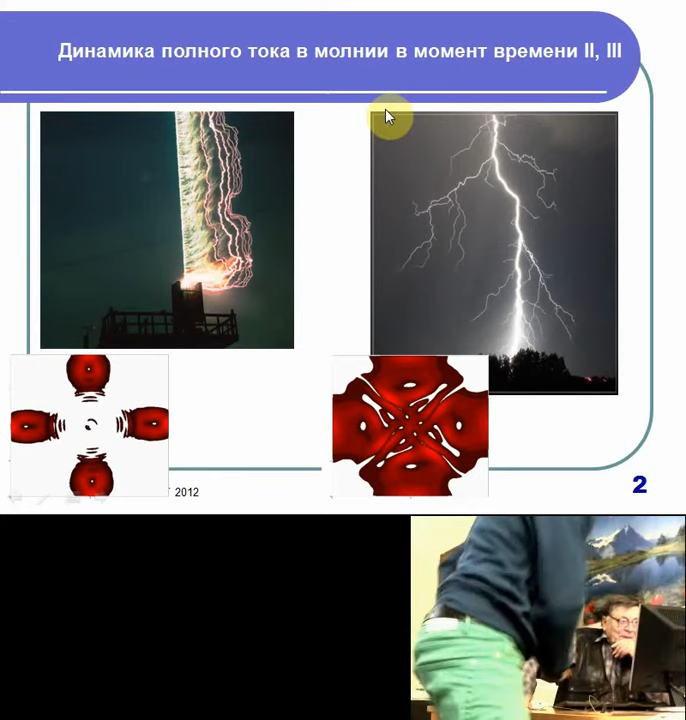 Динамика полного тока в молнии в момент времени II, III
2012
2